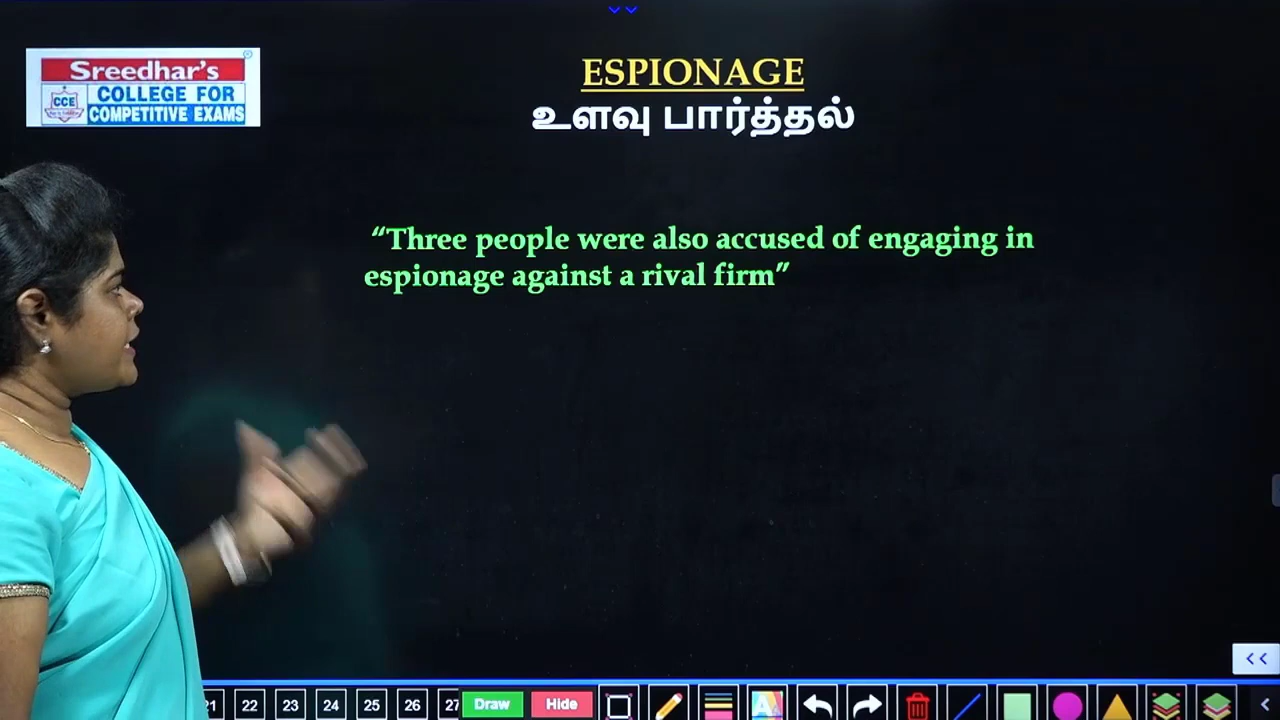 Sreedhar's
CCE
COLLEGE FOR
COMPETITIVE EXAMS
ESPIONAGE
உளவு பார்த்தல்
“Three people were also accused of engaging in
espionage against a rival firm”
21 22 23 24 25 26 27 Draw Hide